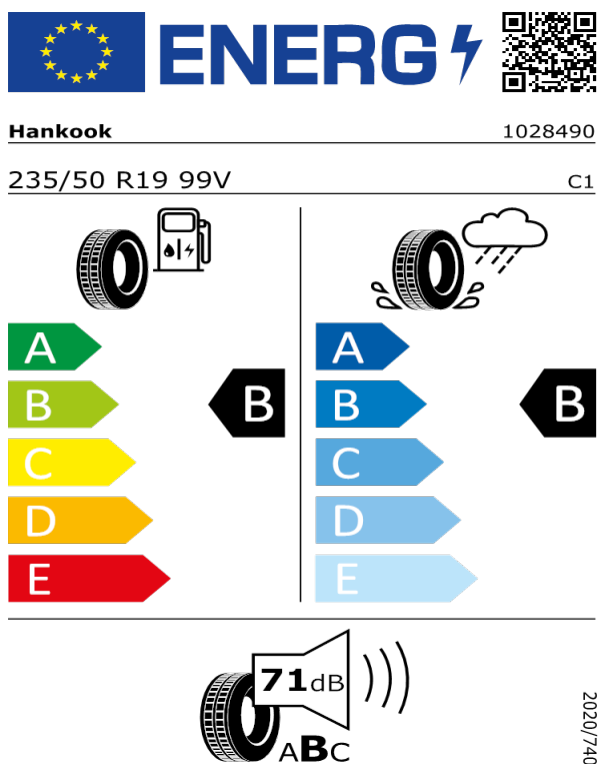 ENERG
Hankook 1028490
235/50 R19 99V C1
A A
B B B B
C C
D D
E E
71dB
ABC
2020/740